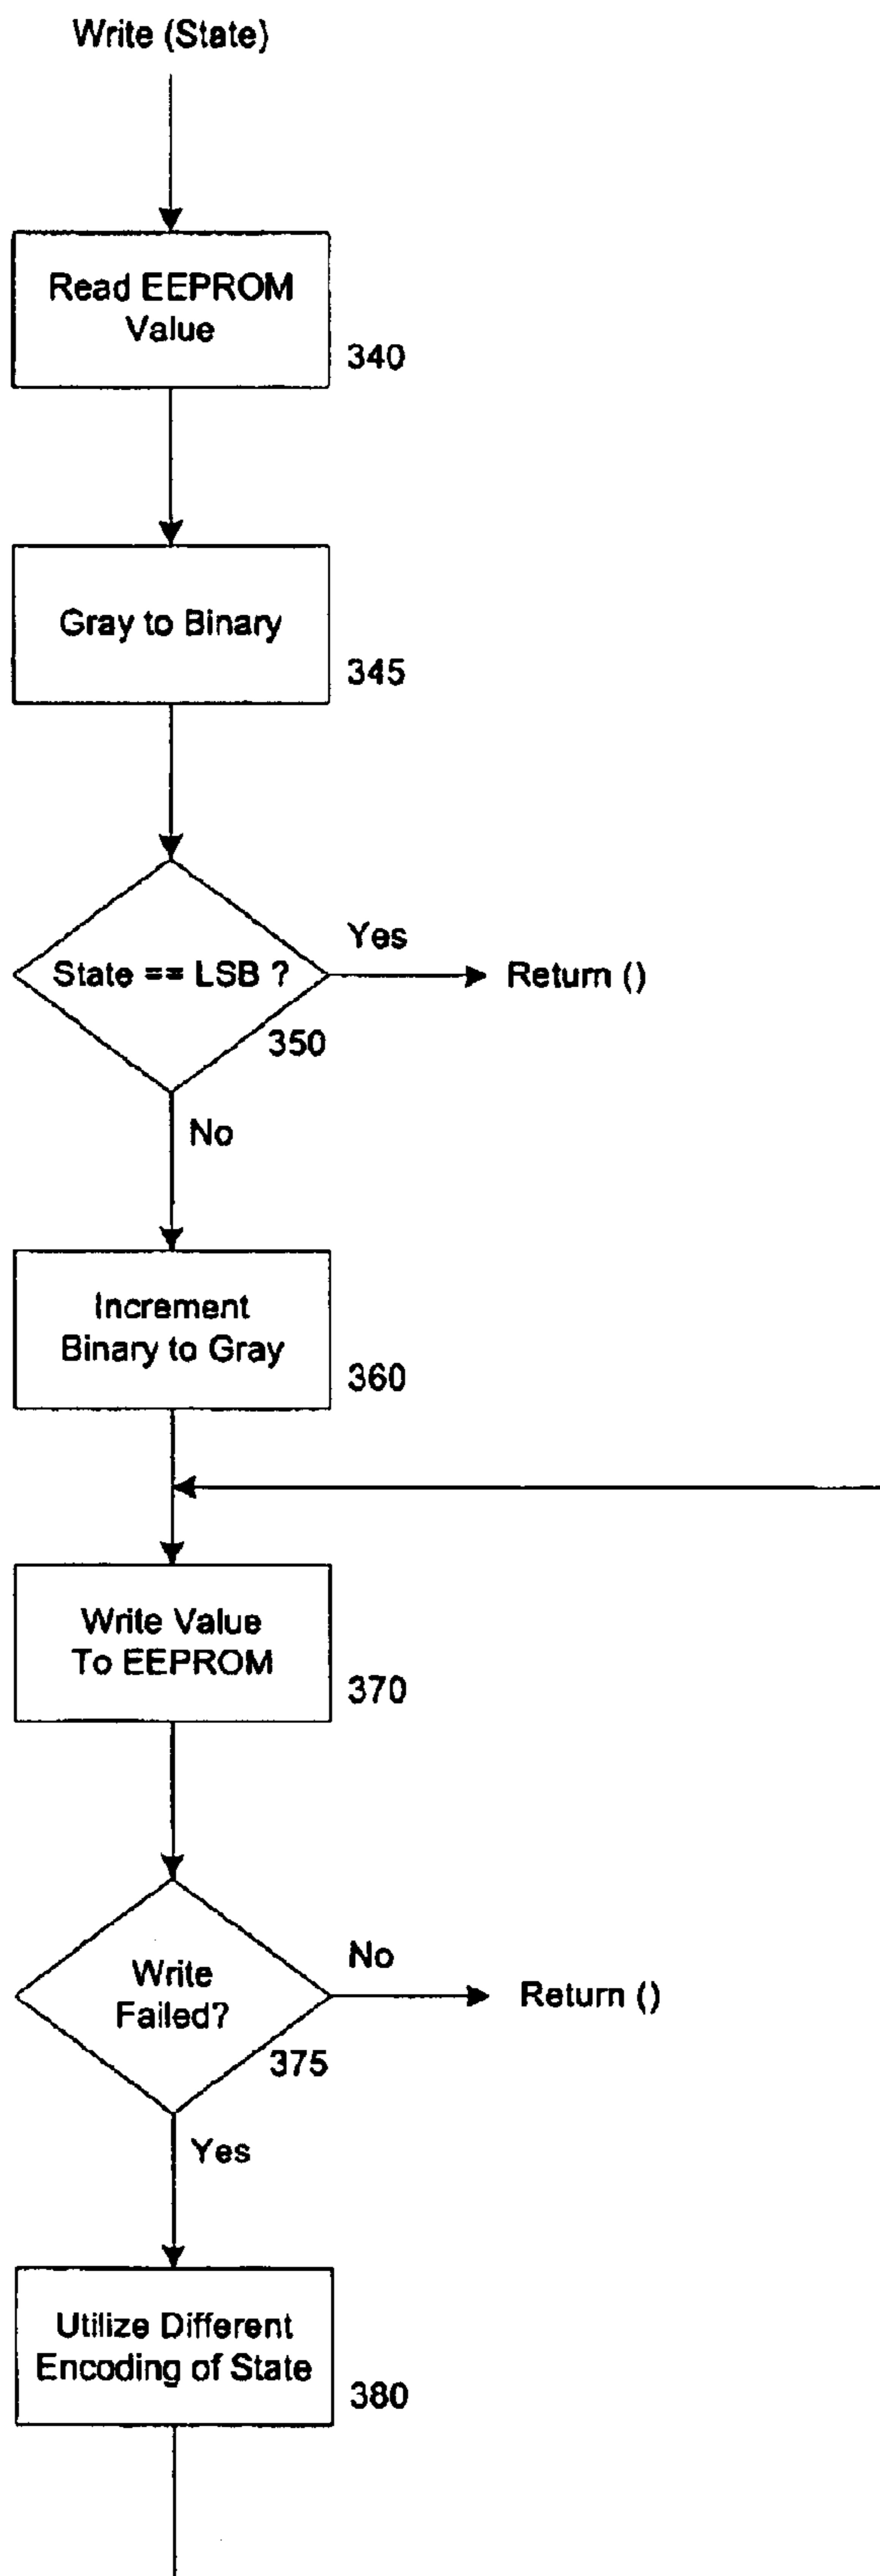 Write (State)
Read EEPROM
Value
340
Gray to Binary
345
State == LSB ?
Yes
Return ()
350
No
Increment
Binary to Gray
360
Write Value
To EEPROM
370
Write
Failed?
No
Return ()
375
Yes
Utilize Different
Encoding of State
380